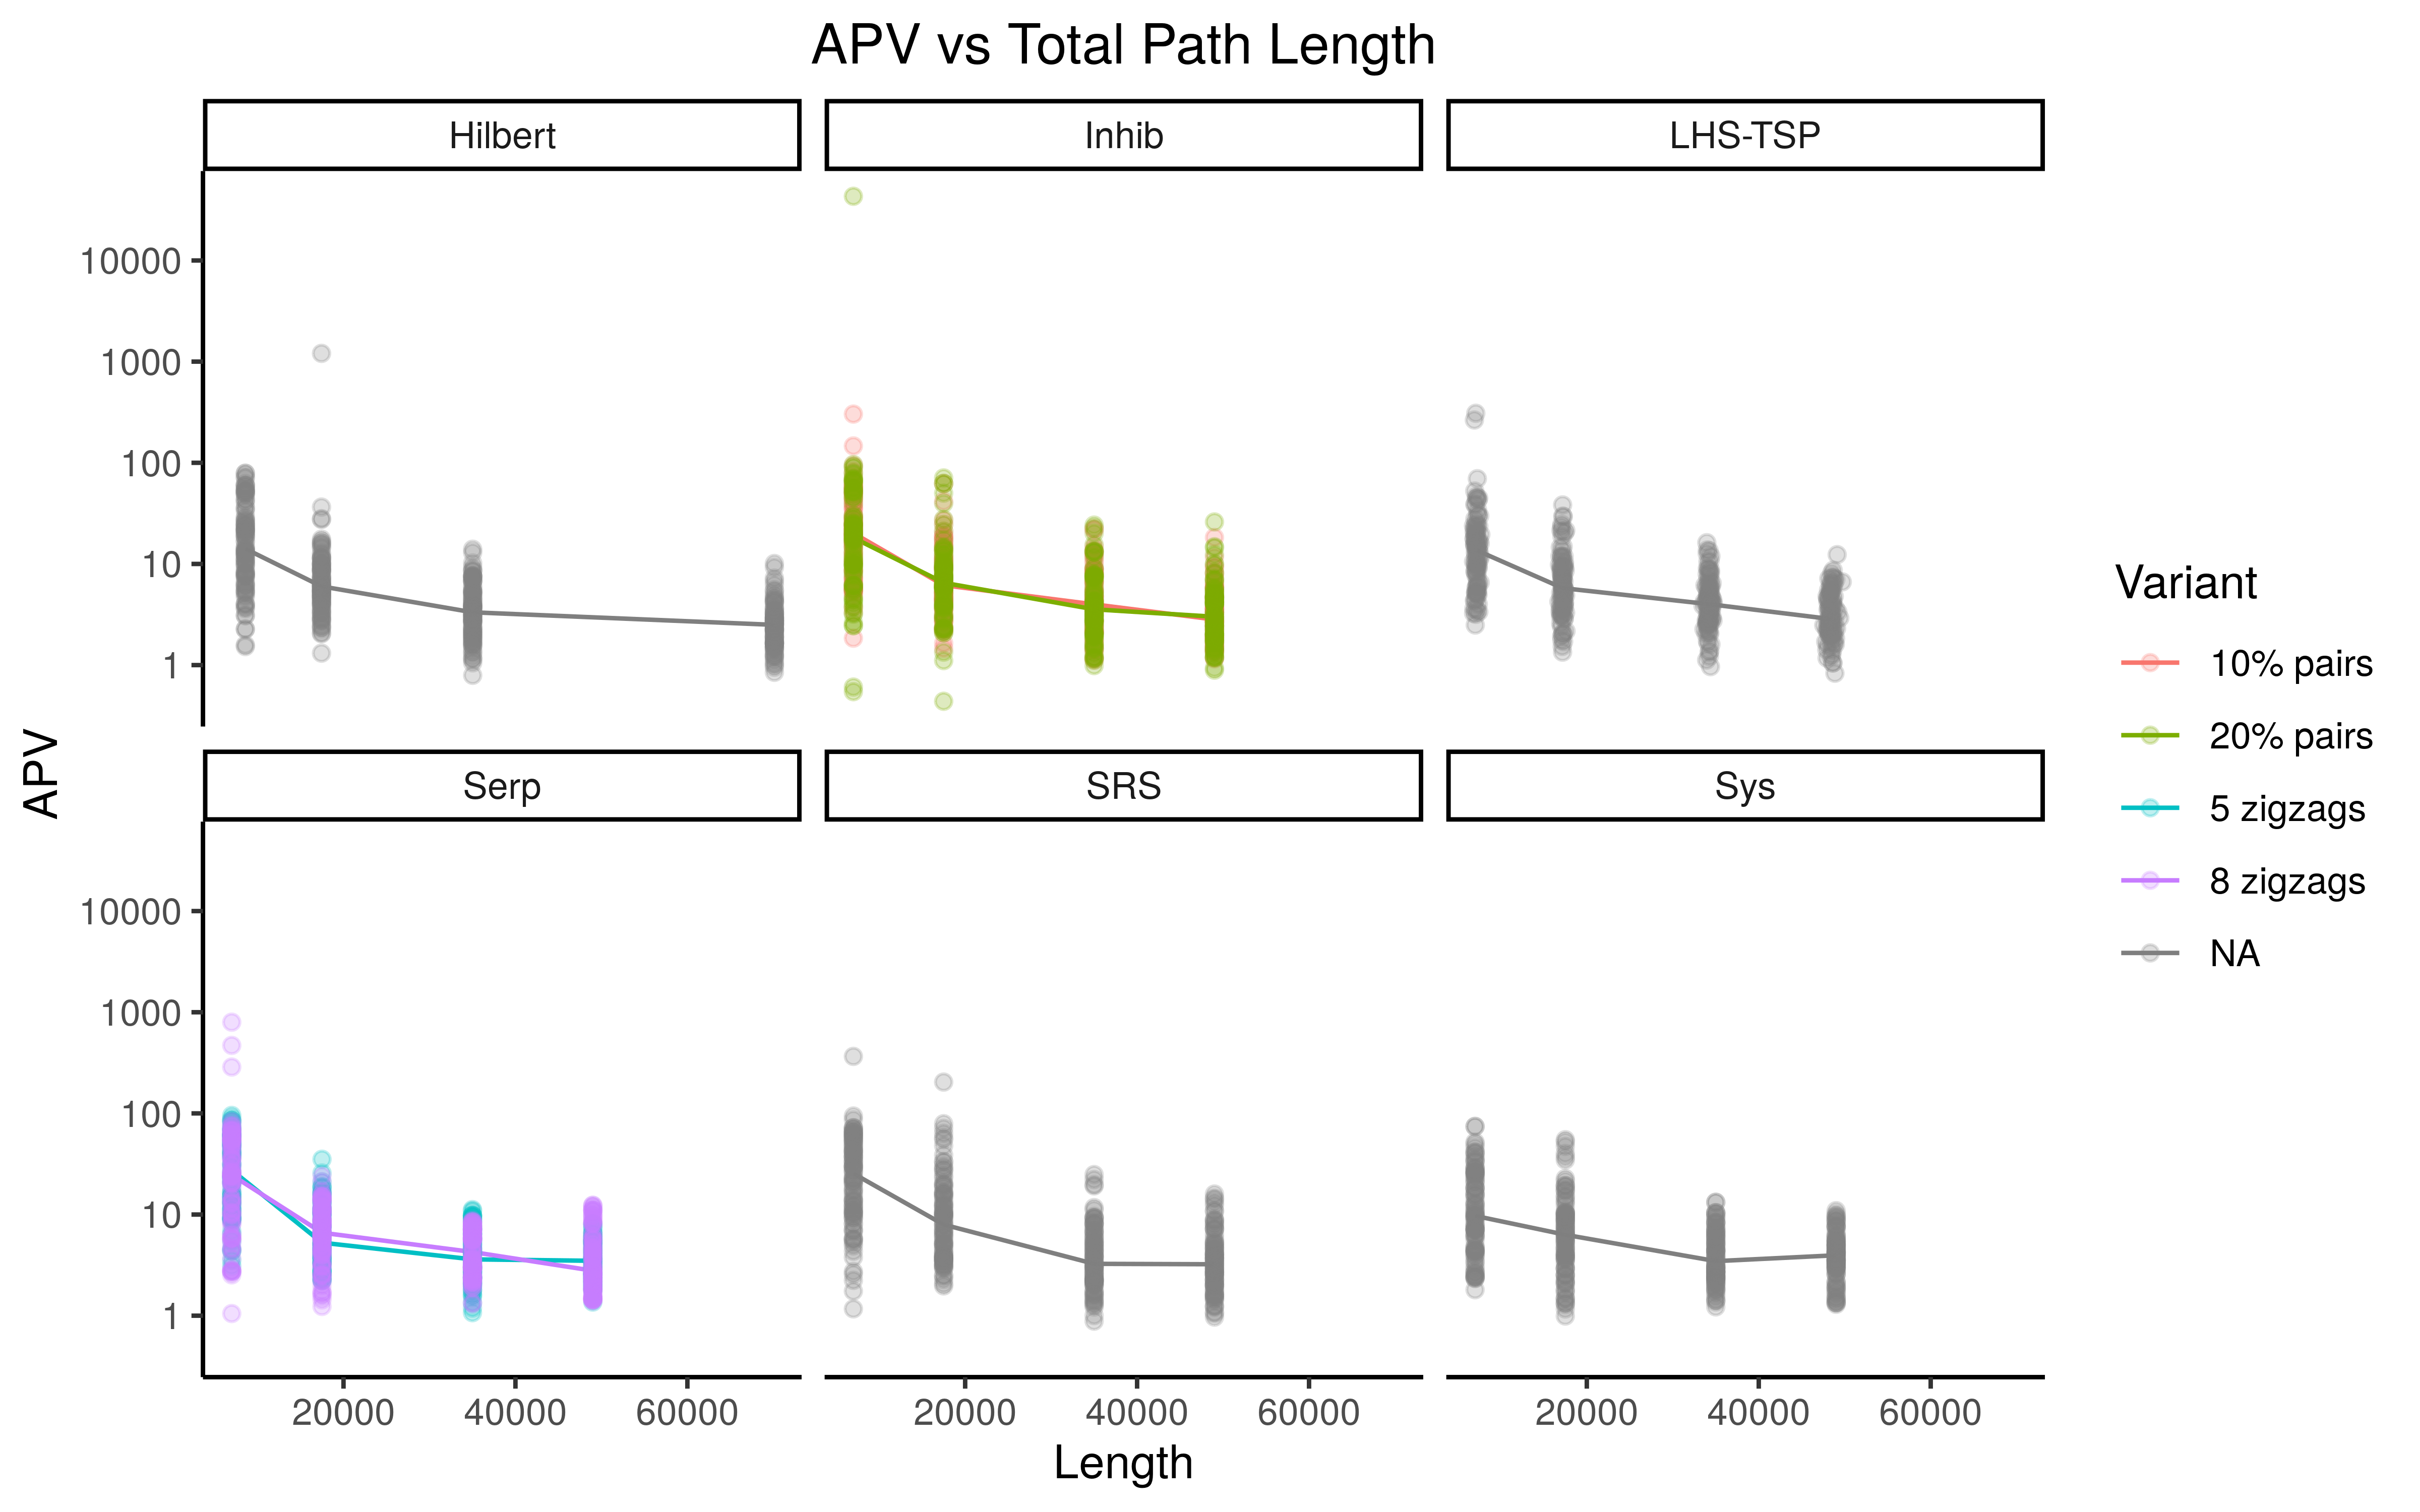 APV vs Total Path Length
Hilbert
Inhib
LHS-TSP
10000
1000
100
10
1
APV
Serp
SRS
Sys
10000
1000
100
10
1
20000 40000 60000
20000 40000 60000
20000 40000 60000
Length
Variant
10% pairs
20% pairs
5 zigzags
8 zigzags
NA